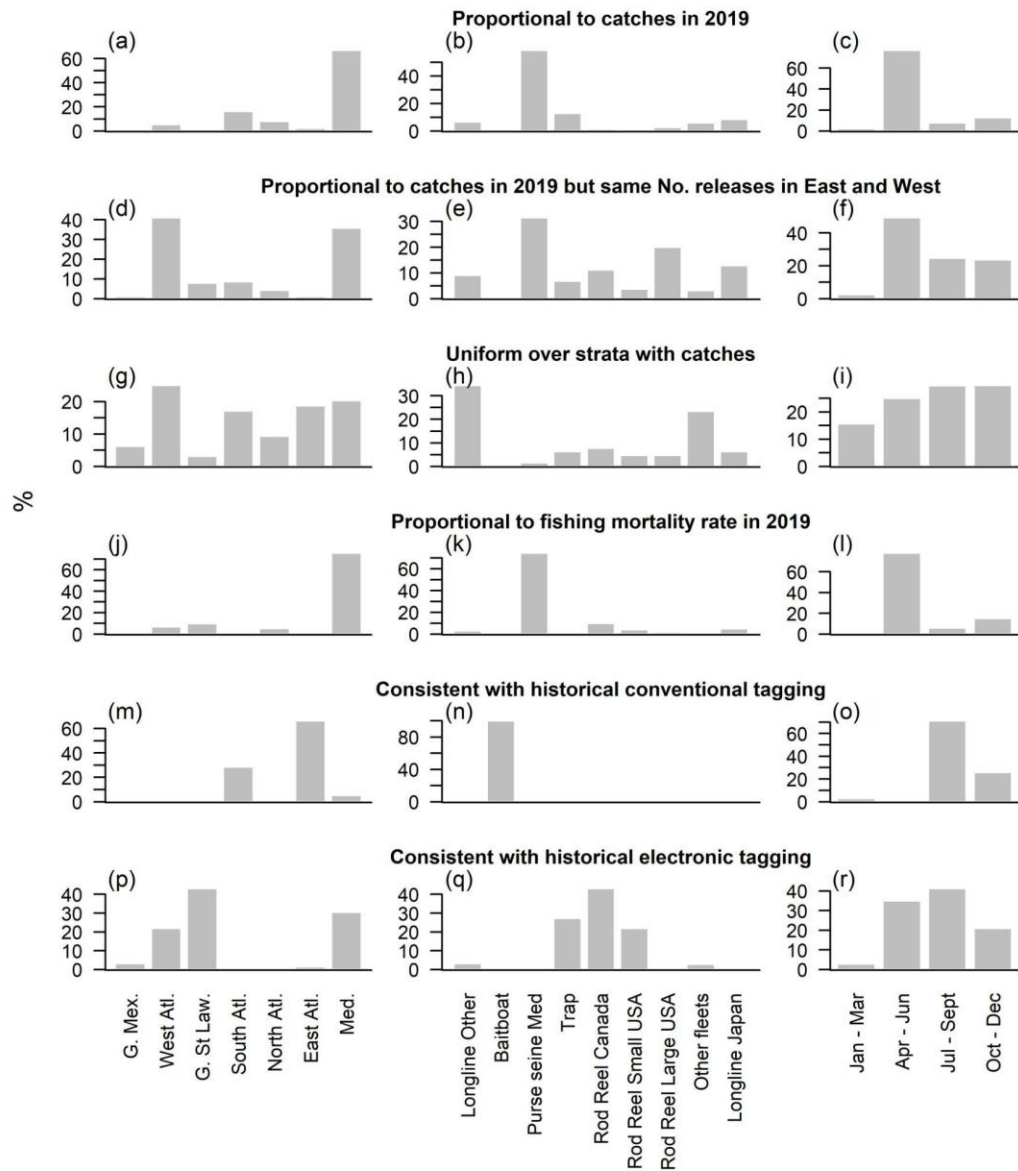 Proportional to catches in 2019
(a) (b) (c)
60
40
20
0
40
20
0
60
40
20
0
Proportional to catches in 2019 but same No. releases in East and West
(d) (e) (f)
40
30
20
10
0
30
20
10
0
40
20
0
Uniform over strata with catches
(g) (h) (i)
20
10
0
30
20
10
0
20
10
0
%
Proportional to fishing mortality rate in 2019
(j) (k) (l)
60
40
20
0
60
40
20
0
60
40
20
0
Consistent with historical conventional tagging
(m) (n) (o)
60
40
20
0
80
40
0
60
40
20
0
Consistent with historical electronic tagging
(p) (q) (r)
40
30
20
10
0
40
30
20
10
0
40
30
20
10
0
G. Mex.
West Atl.
G. St Law.
South Atl.
North Atl.
East Atl.
Med.
Longline Other
Baitboat
Purse seine Med
Trap
Rod Reel Canada
Rod Reel Small USA
Rod Reel Large USA
Other fleets
Longline Japan
Jan - Mar
Apr - Jun
Jul - Sept
Oct - Dec